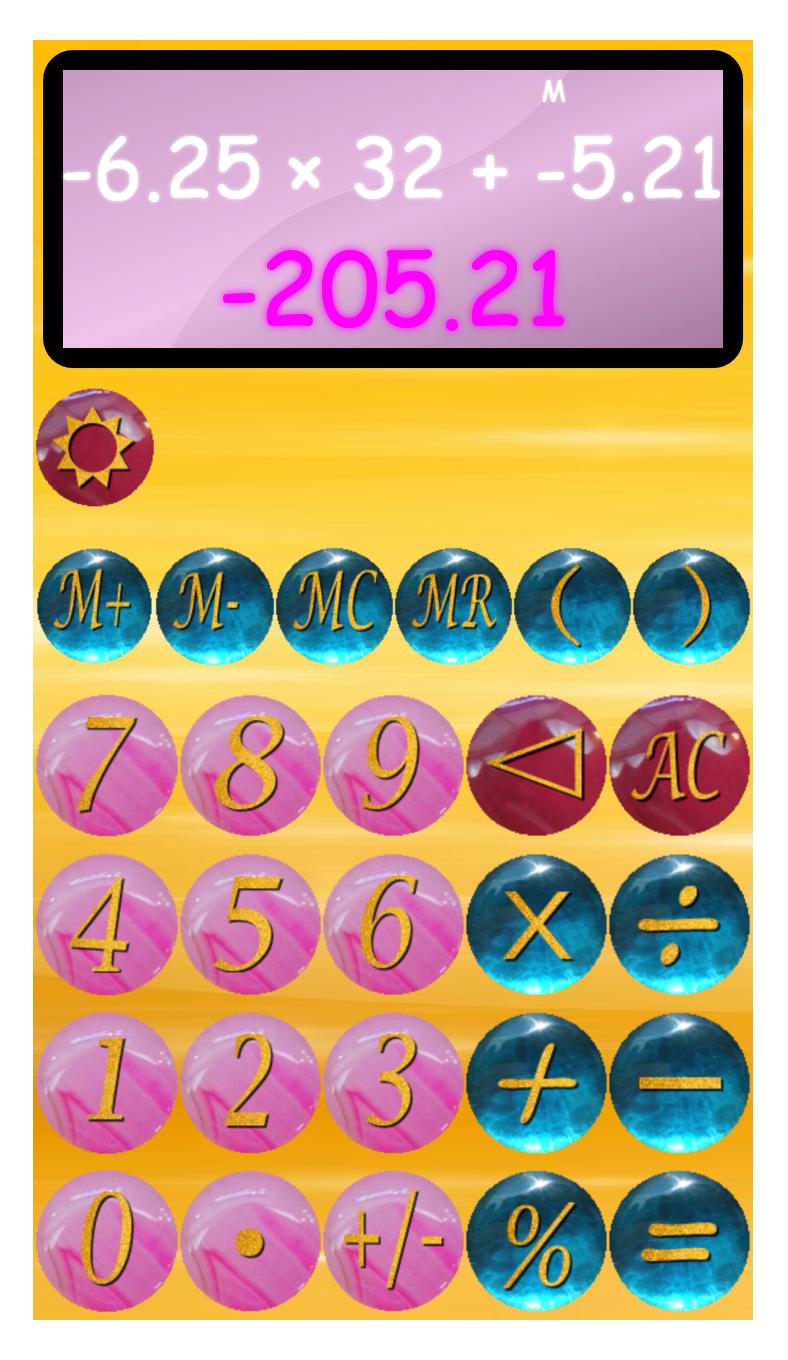 M
-6.25 × 32 + -5.21
-205.21
M+ M- MC MR ( )
7 8 9 AC
4 5 6 × ÷
1 2 3 + −
0 . +/- % =